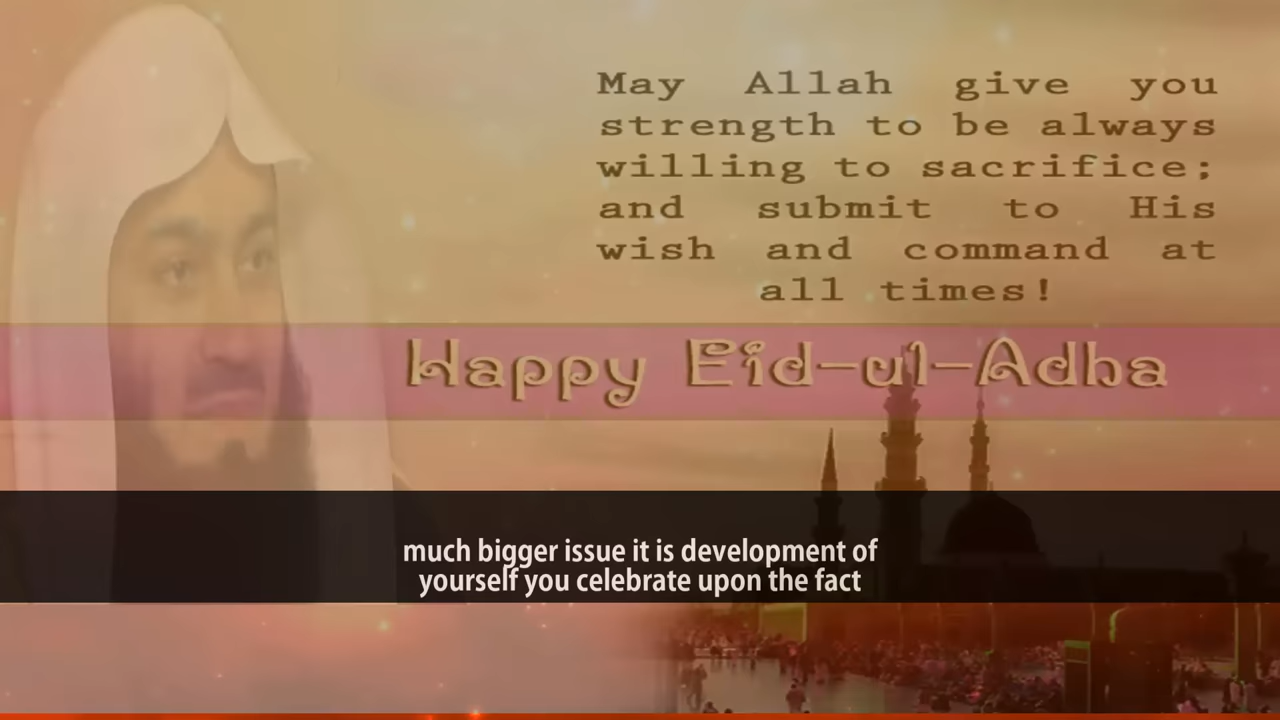 May Allah give you
strength to be always
willing to sacrifice;
and submit to His
wish and command at
all times!
Happy Eid-ul-Adha
much bigger issue it is development of
yourself you celebrate upon the fact